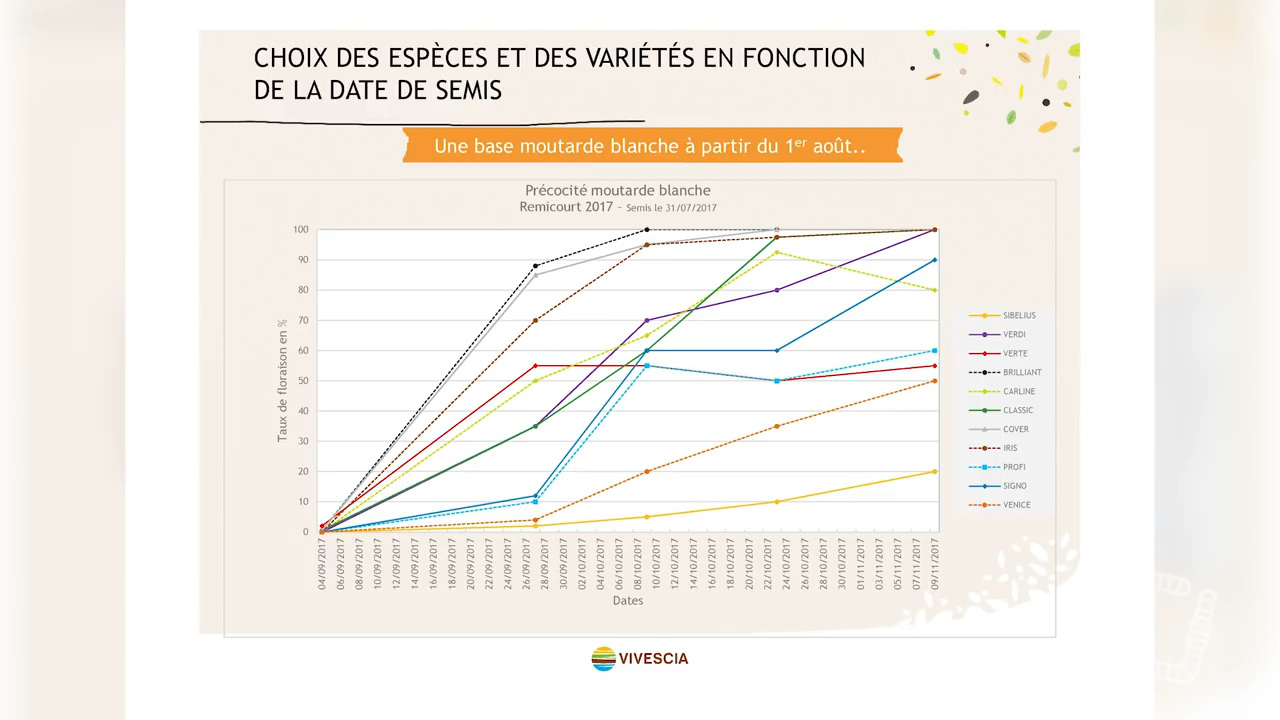 CHOIX DES ESPÈCES ET DES VARIÉTÉS EN FONCTION
DE LA DATE DE SEMIS
Une base moutarde blanche à partir du 1er août..
Précocité moutarde blanche
Remicourt 2017 - Semis le 31/07/2017
Taux de floraison en %
100
90
80
70
60
50
40
30
20
10
0
04/09/2017
06/09/2017
08/09/2017
10/09/2017
12/09/2017
14/09/2017
16/09/2017
18/09/2017
20/09/2017
22/09/2017
24/09/2017
26/09/2017
28/09/2017
30/09/2017
02/10/2017
04/10/2017
06/10/2017
08/10/2017
10/10/2017
12/10/2017
14/10/2017
16/10/2017
18/10/2017
20/10/2017
22/10/2017
24/10/2017
26/10/2017
28/10/2017
30/10/2017
01/11/2017
03/11/2017
05/11/2017
07/11/2017
09/11/2017
Dates
SIBELIUS
VERDI
VERTE
BRILLIANT
CARLINE
CLASSIC
COVER
IRIS
PROFI
SIGNO
VENICE
VIVESCIA